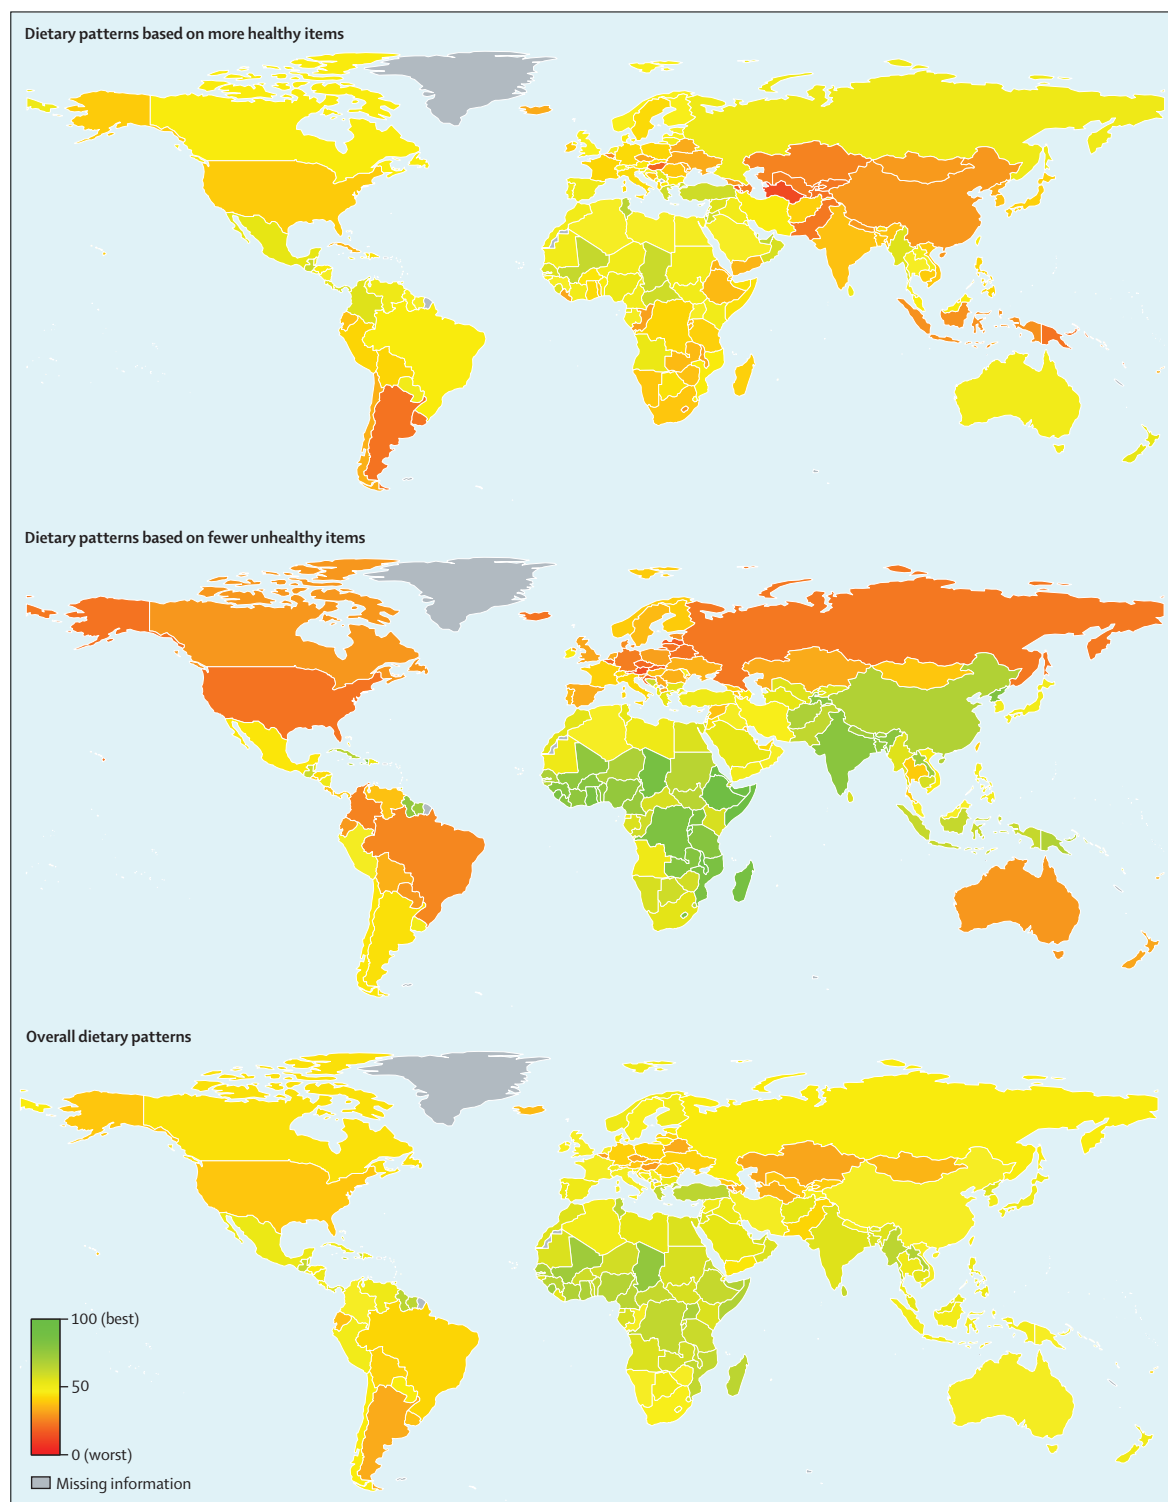 Dietary patterns based on more healthy items
Dietary patterns based on fewer unhealthy items
Overall dietary patterns
100 (best)
50
0 (worst)
Missing information